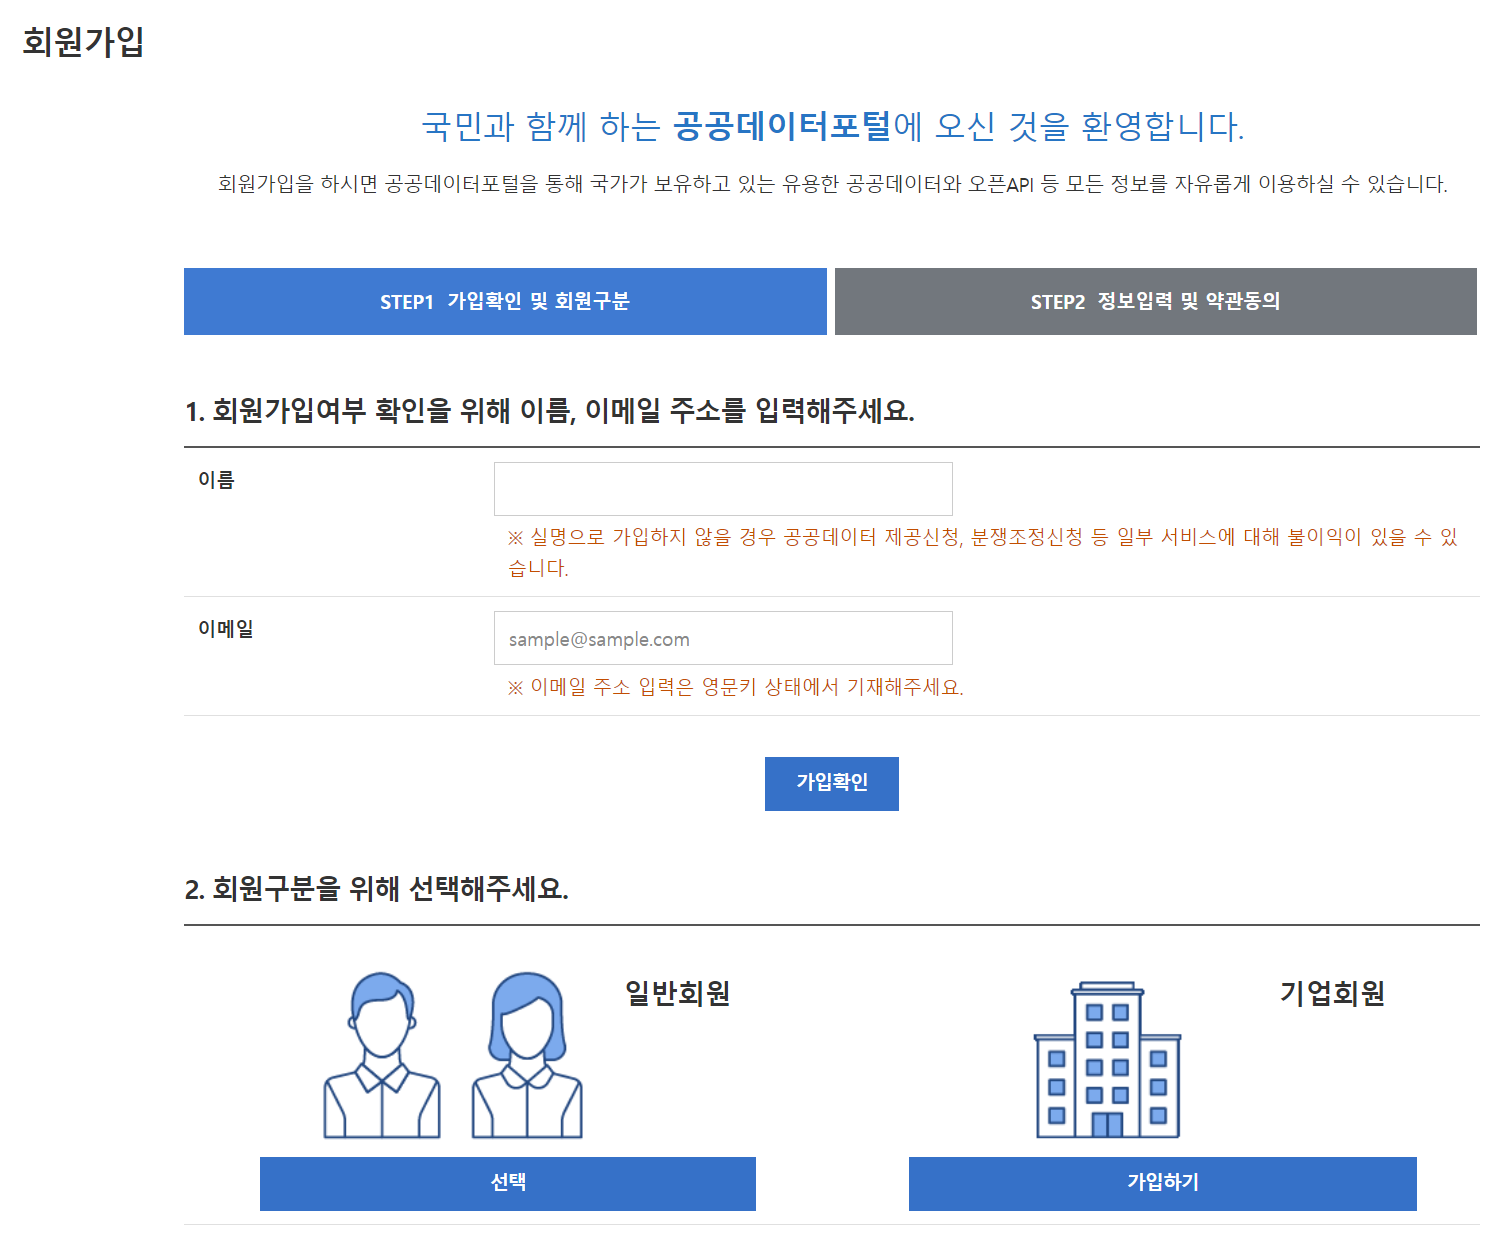 회원가입
국민과 함께 하는 공공데이터포털에 오신 것을 환영합니다.
회원가입을 하시면 공공데이터포털을 통해 국가가 보유하고 있는 유용한 공공데이터와 오픈API 등 모든 정보를 자유롭게 이용하실 수 있습니다.
STEP1 가입확인 및 회원구분
STEP2 정보입력 및 약관동의
1. 회원가입여부 확인을 위해 이름, 이메일 주소를 입력해주세요.
이름
※ 실명으로 가입하지 않을 경우 공공데이터 제공신청, 분쟁조정신청 등 일부 서비스에 대해 불이익이 있을 수 있
습니다.
이메일
sample@sample.com
※ 이메일 주소 입력은 영문키 상태에서 기재해주세요.
가입확인
2. 회원구분을 위해 선택해주세요.
일반회원
기업회원
선택
가입하기